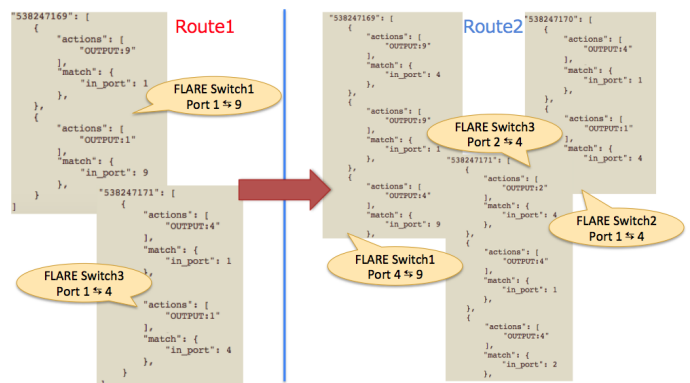 Route1
"538247169": [
{
"actions": [
"OUTPUT:9"
],
"match": {
"in_port": 1
},
},
{
"actions": [
"OUTPUT:1"
],
"match": {
"in_port": 9
},
}
]
FLARE Switch1
Port 1 ⇆ 9
"538247171": [
{
"actions": [
"OUTPUT:4"
],
"match": {
"in_port": 1
},
"actions": [
"OUTPUT:1"
],
"match": {
"in_port": 4
},
}
FLARE Switch3
Port 1 ⇆ 4
Route2
"538247169": [
{
"actions": [
"OUTPUT:9"
],
"match": {
"in_port": 4
},
},
{
"actions": [
"OUTPUT:9"
],
"match": {
"in_port": 1
},
},
{
"actions": [
"OUTPUT:4"
],
"match": {
"in_port": 9
},
FLARE Switch1
Port 4 ⇆ 9
"538247170": [
{
"actions": [
"OUTPUT:4"
],
"match": {
"in_port": 1
},
},
{
"actions": [
"OUTPUT:1"
],
"match": {
"in_port": 4
},
}
FLARE Switch2
Port 1 ⇆ 4
FLARE Switch3
Port 2 ⇆ 4
"538247171": [
{
"actions": [
"OUTPUT:2"
],
"match": {
"in_port": 4
},
},
{
"actions": [
"OUTPUT:4"
],
"match": {
"in_port": 1
},
},
{
"actions": [
"OUTPUT:4"
],
"match": {
"in_port": 2
},